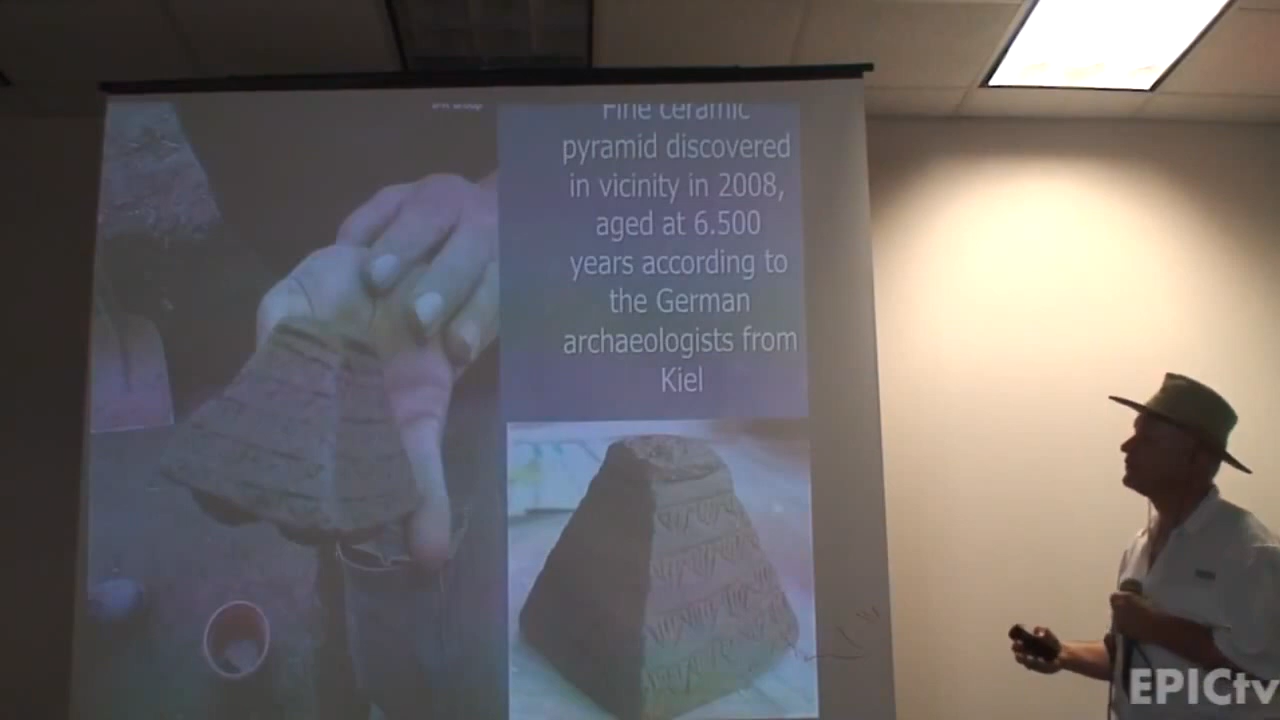 Fine ceramic
pyramid discovered
in vicinity in 2008,
aged at 6.500
years according to
the German
archaeologists from
Kiel
EPICtv